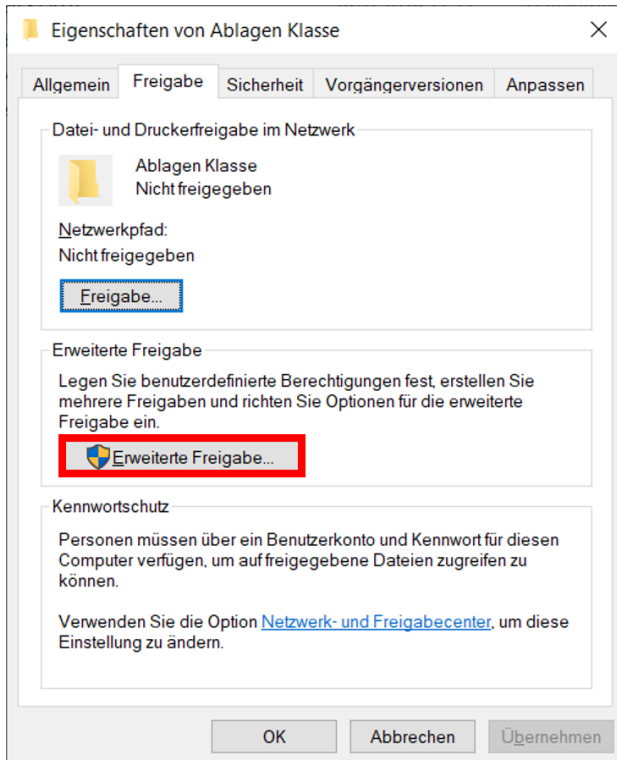 Eigenschaften von Ablagen Klasse
Allgemein Freigabe Sicherheit Vorgängerversionen Anpassen
Datei- und Druckerfreigabe im Netzwerk
Ablagen Klasse
Nicht freigegeben
Netzwerkpfad:
Nicht freigegeben
Freigabe...
Erweiterte Freigabe
Legen Sie benutzerdefinierte Berechtigungen fest, erstellen Sie
mehrere Freigaben und richten Sie Optionen für die erweiterte
Freigabe ein.
Erweiterte Freigabe...
Kennwortschutz
Personen müssen über ein Benutzerkonto und Kennwort für diesen
Computer verfügen, um auf freigegebene Dateien zugreifen zu
können.
Verwenden Sie die Option Netzwerk- und Freigabecenter, um diese
Einstellung zu ändern.
OK Abbrechen Übernehmen